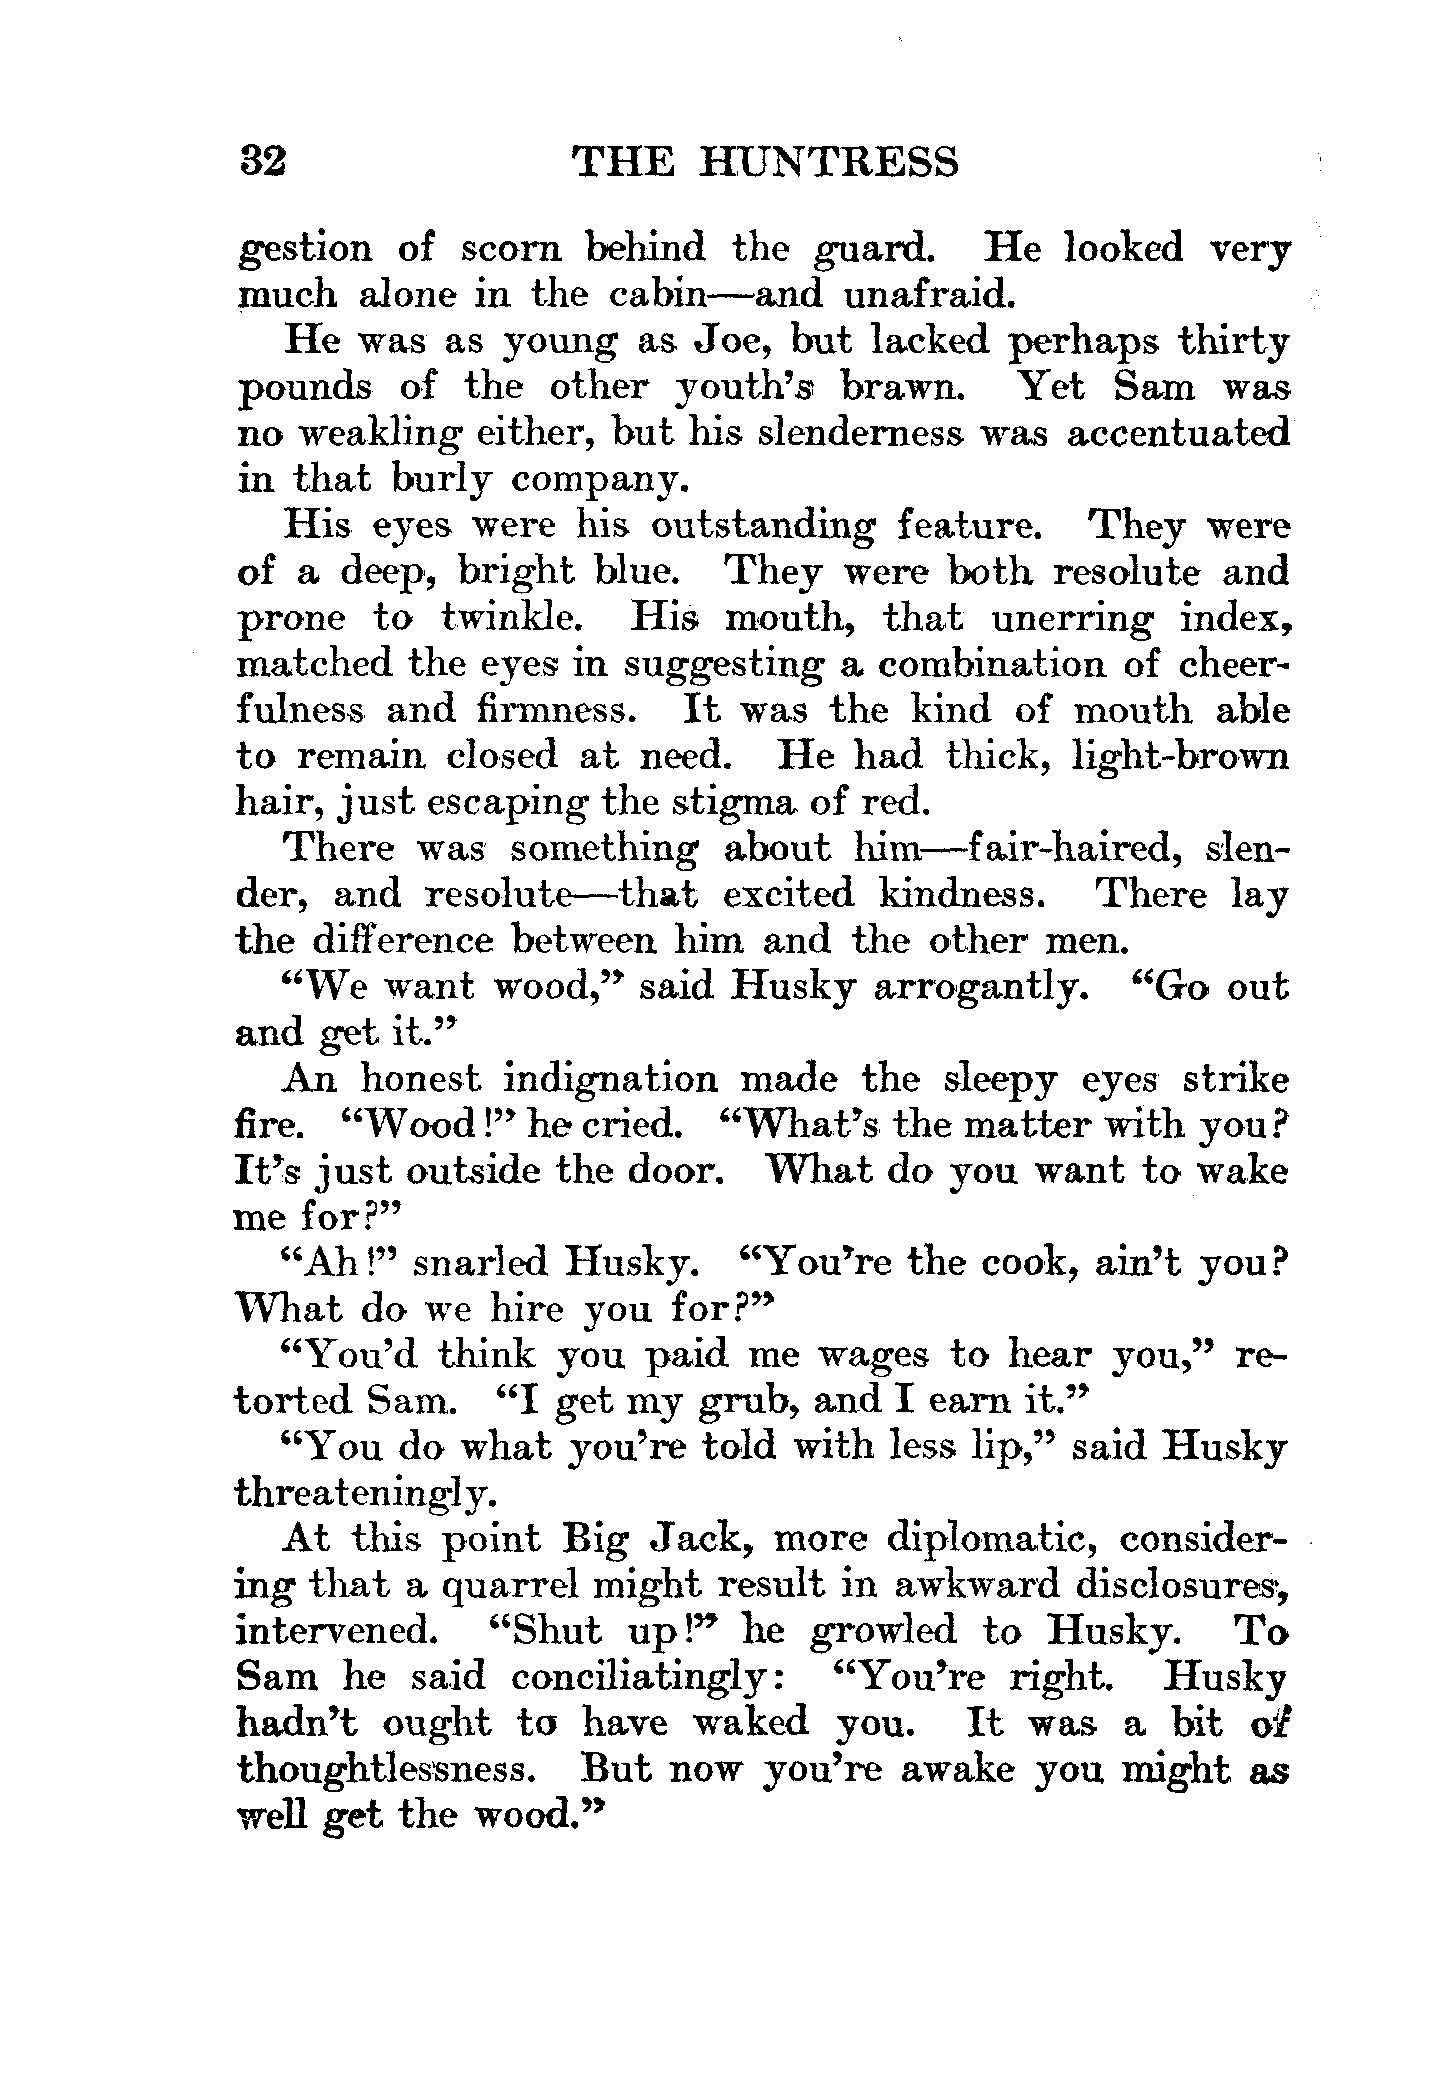 32 THE HUNTRESS
gestion of scorn behind the guard. He looked very
much alone in the cabin—and unafraid.
He was as young as Joe, but lacked perhaps thirty
pounds of the other youth's brawn. Yet Sam was
no weakling either, but his slenderness was accentuated
in that burly company.
His eyes were his outstanding feature. They were
of a deep, bright blue. They were both resolute and
prone to twinkle. His mouth, that unerring index,
matched the eyes in suggesting a combination of cheer-
fulness and firmness. It was the kind of mouth able
to remain closed at need. He had thick, light-brown
hair, just escaping the stigma of red.
There was something about him—fair-haired, slen-
der, and resolute—that excited kindness. There lay
the difference between him and the other men.
"We want wood," said Husky arrogantly. "Go out
and get it."
An honest indignation made the sleepy eyes strike
fire. "Wood!" he cried. "What's the matter with you?
It's just outside the door. What do you want to wake
me for?"
"Ah!" snarled Husky. "You're the cook, ain't you?
What do we hire you for?"
"You'd think you paid me wages to hear you," re-
torted Sam. "I get my grub, and I earn it."
"You do what you're told with less lip," said Husky
threateningly.
At this point Big Jack, more diplomatic, consider-
ing that a quarrel might result in awkward disclosures,
intervened. "Shut up!" he growled to Husky. To
Sam he said conciliatingly: "You're right. Husky
hadn't ought to have waked you. It was a bit of
thoughtlessness. But now you're awake you might as
well get the wood."